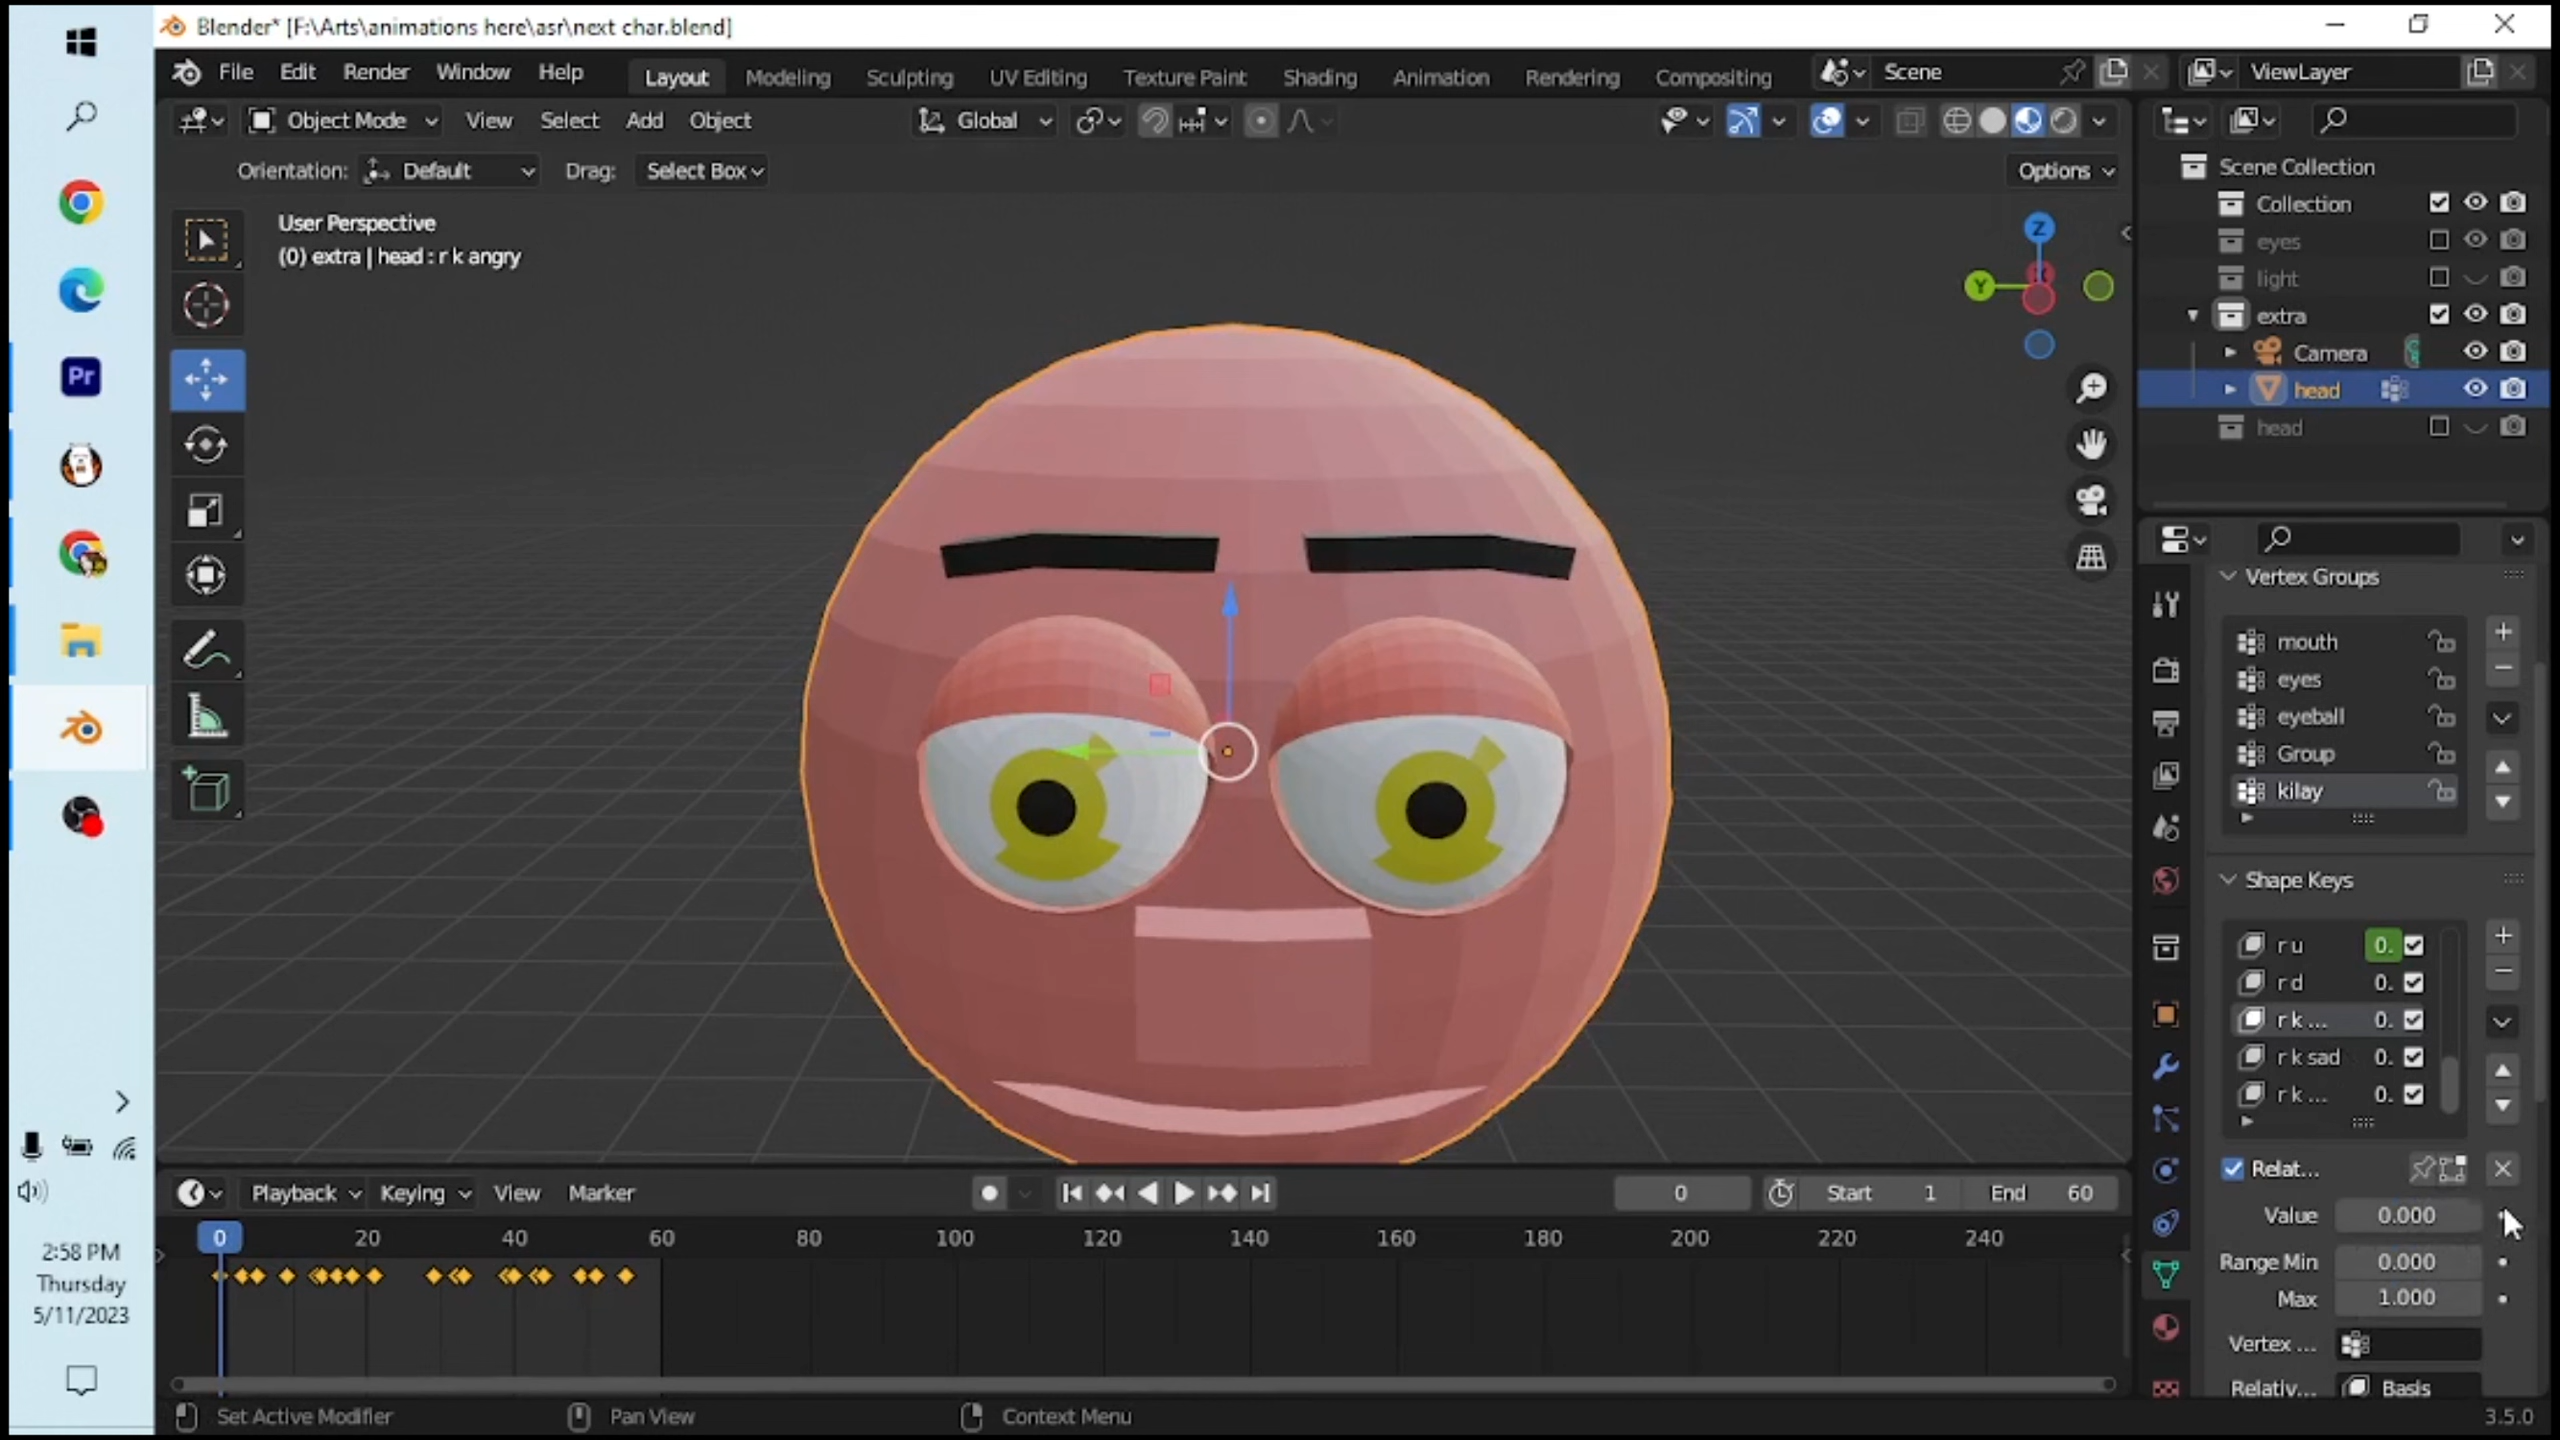 Blender* [F:\Arts\animations here\asr\next char.blend]
File Edit Render Window Help Layout Modeling Sculpting UV Editing Texture Paint Shading Animation Rendering Compositing Scene ViewLayer
Object Mode View Select Add Object Global
Orientation: Default Drag: Select Box Options
User Perspective
(0) extra | head : r k angry
Z
Y
Scene Collection
Collection
eyes
light
extra
Camera
head
head
Vertex Groups
mouth
eyes
eyeball
Group
kilay
Shape Keys
r u 0.
r d 0.
r k ... 0.
r k sad 0.
r k ... 0.
Relat...
Value 0.000
Range Min 0.000
Max 1.000
Vertex ...
Relativ... Basis
Pr
2:58 PM
Thursday
5/11/2023
Playback Keying View Marker 0 Start 1 End 60
0 20 40 60 80 100 120 140 160 180 200 220 240
Set Active Modifier Pan View Context Menu 3.5.0